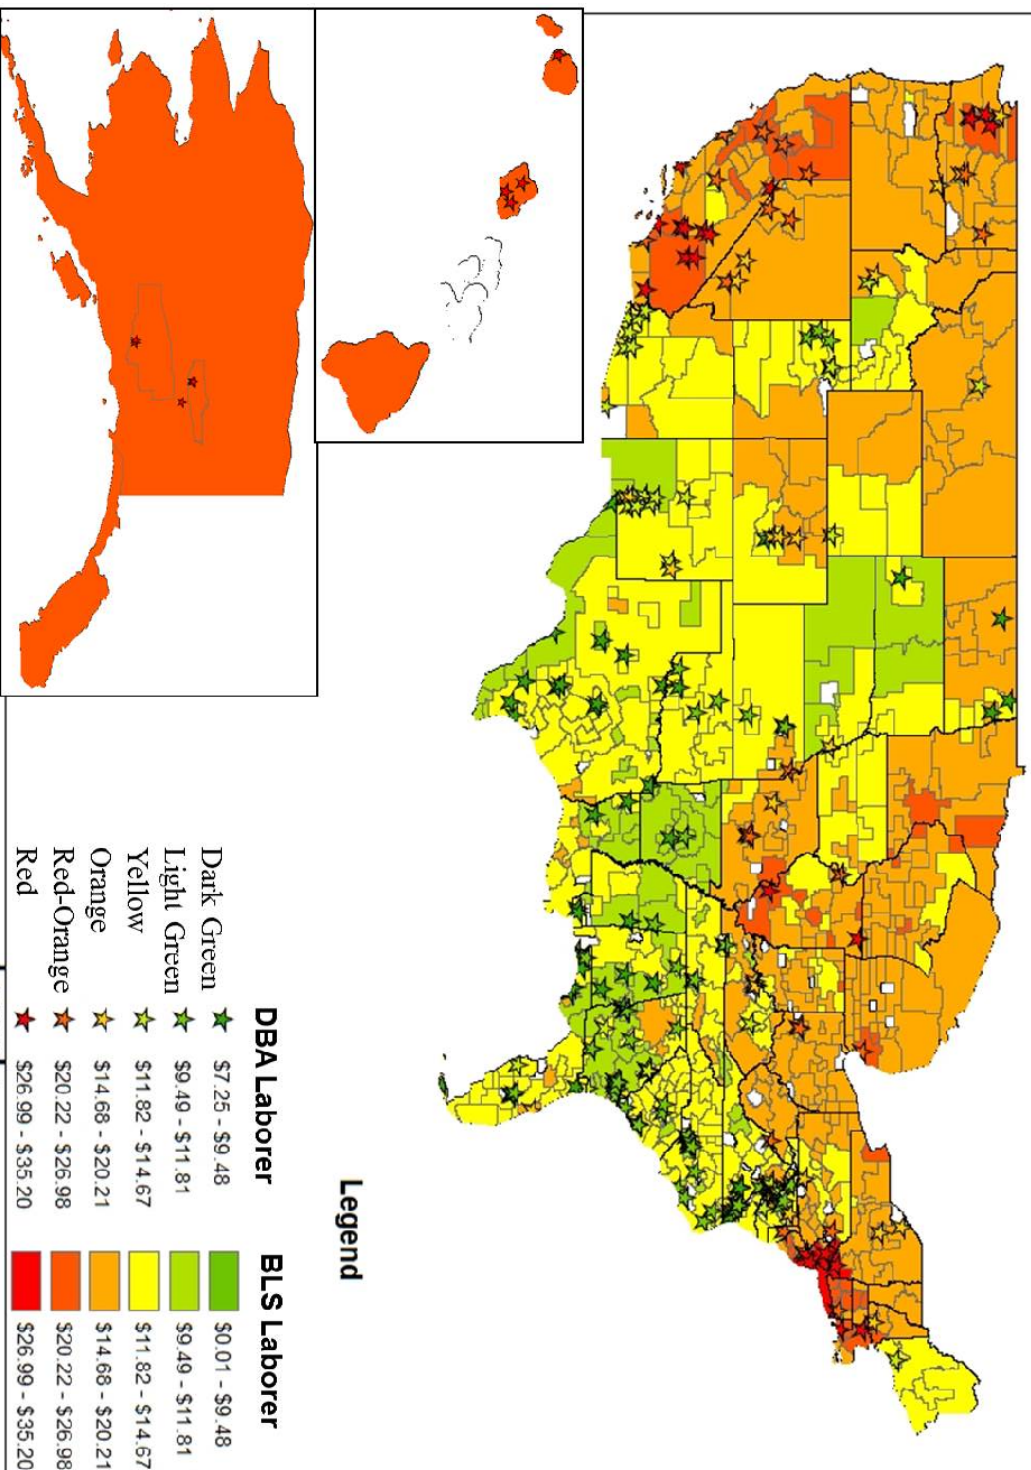 Legend
DBA Laborer BLS Laborer
Dark Green $7.25 - $9.48 $0.01 - $9.48
Light Green $9.49 - $11.81 $9.49 - $11.81
Yellow $11.82 - $14.67 $11.82 - $14.67
Orange $14.68 - $20.21 $14.68 - $20.21
Red-Orange $20.22 - $26.98 $20.22 - $26.98
Red $26.99 - $35.20 $26.99 - $35.20